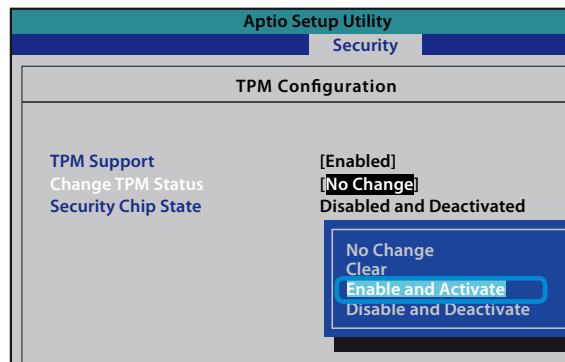 Aptio Setup Utility
Security
TPM Configuration
TPM Support [Enabled]
Change TPM Status [No Change]
Security Chip State Disabled and Deactivated
No Change
Clear
Enable and Activate
Disable and Deactivate